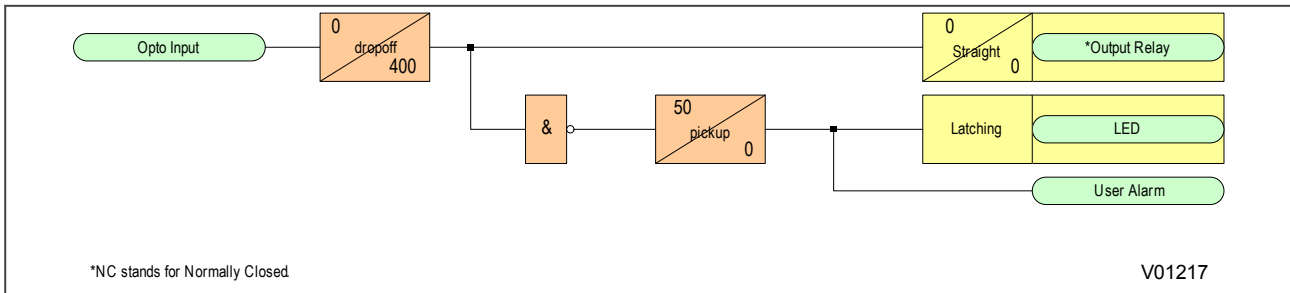 Opto Input
0
dropoff
400
0
Straight
0
*Output Relay
&
50
pickup
0
Latching
LED
User Alarm
*NC stands for Normally Closed.
V01217